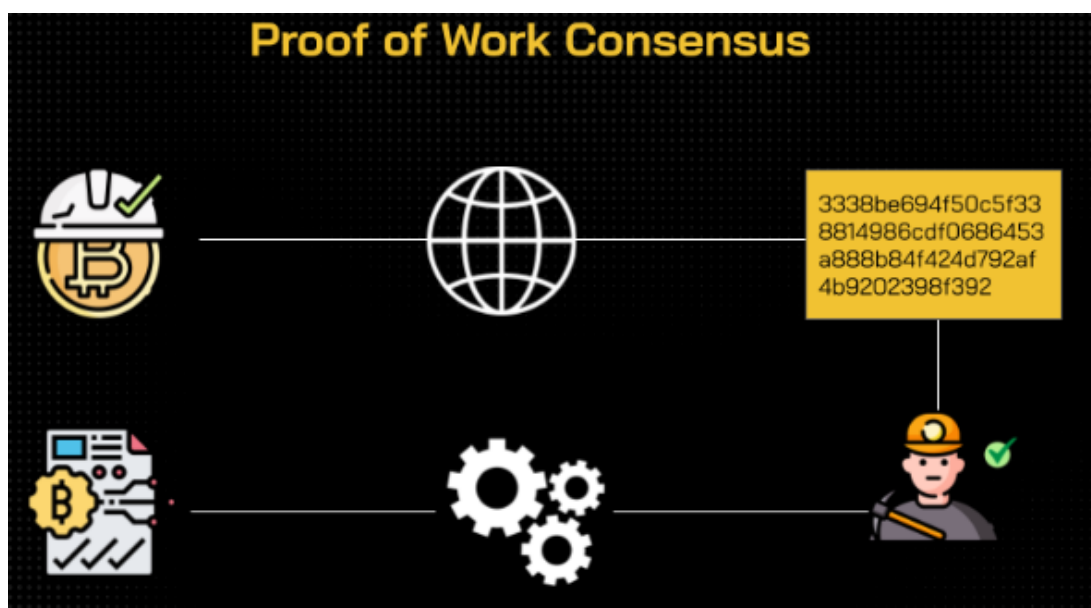 Proof of Work Consensus
3338be694f50c5f33
8814986cdf0686453
a888b84f424d792af
4b9202398f392